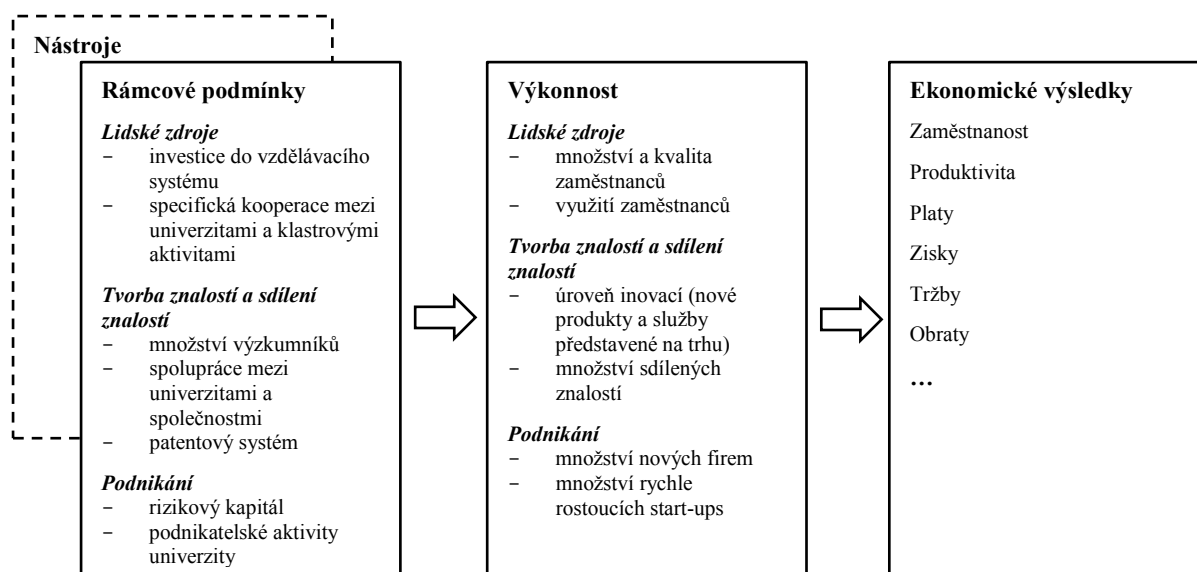 Nástroje
Rámcové podmínky
Lidské zdroje
− investice do vzdělávacího
systému
− specifická kooperace mezi
univerzitami a klastrovými
aktivitami
Tvorba znalostí a sdílení
znalostí
− množství výzkumníků
− spolupráce mezi
univerzitami a
společnostmi
− patentový systém
Podnikání
− rizikový kapitál
− podnikatelské aktivity
univerzity
Výkonnost
Lidské zdroje
− množství a kvalita
zaměstnanců
− využití zaměstnanců
Tvorba znalostí a sdílení
znalostí
− úroveň inovací (nové
produkty a služby
představené na trhu)
− množství sdílených
znalostí
Podnikání
− množství nových firem
− množství rychle
rostoucích start-ups
Ekonomické výsledky
Zaměstnanost
Produktivita
Platy
Zisky
Tržby
Obraty
…